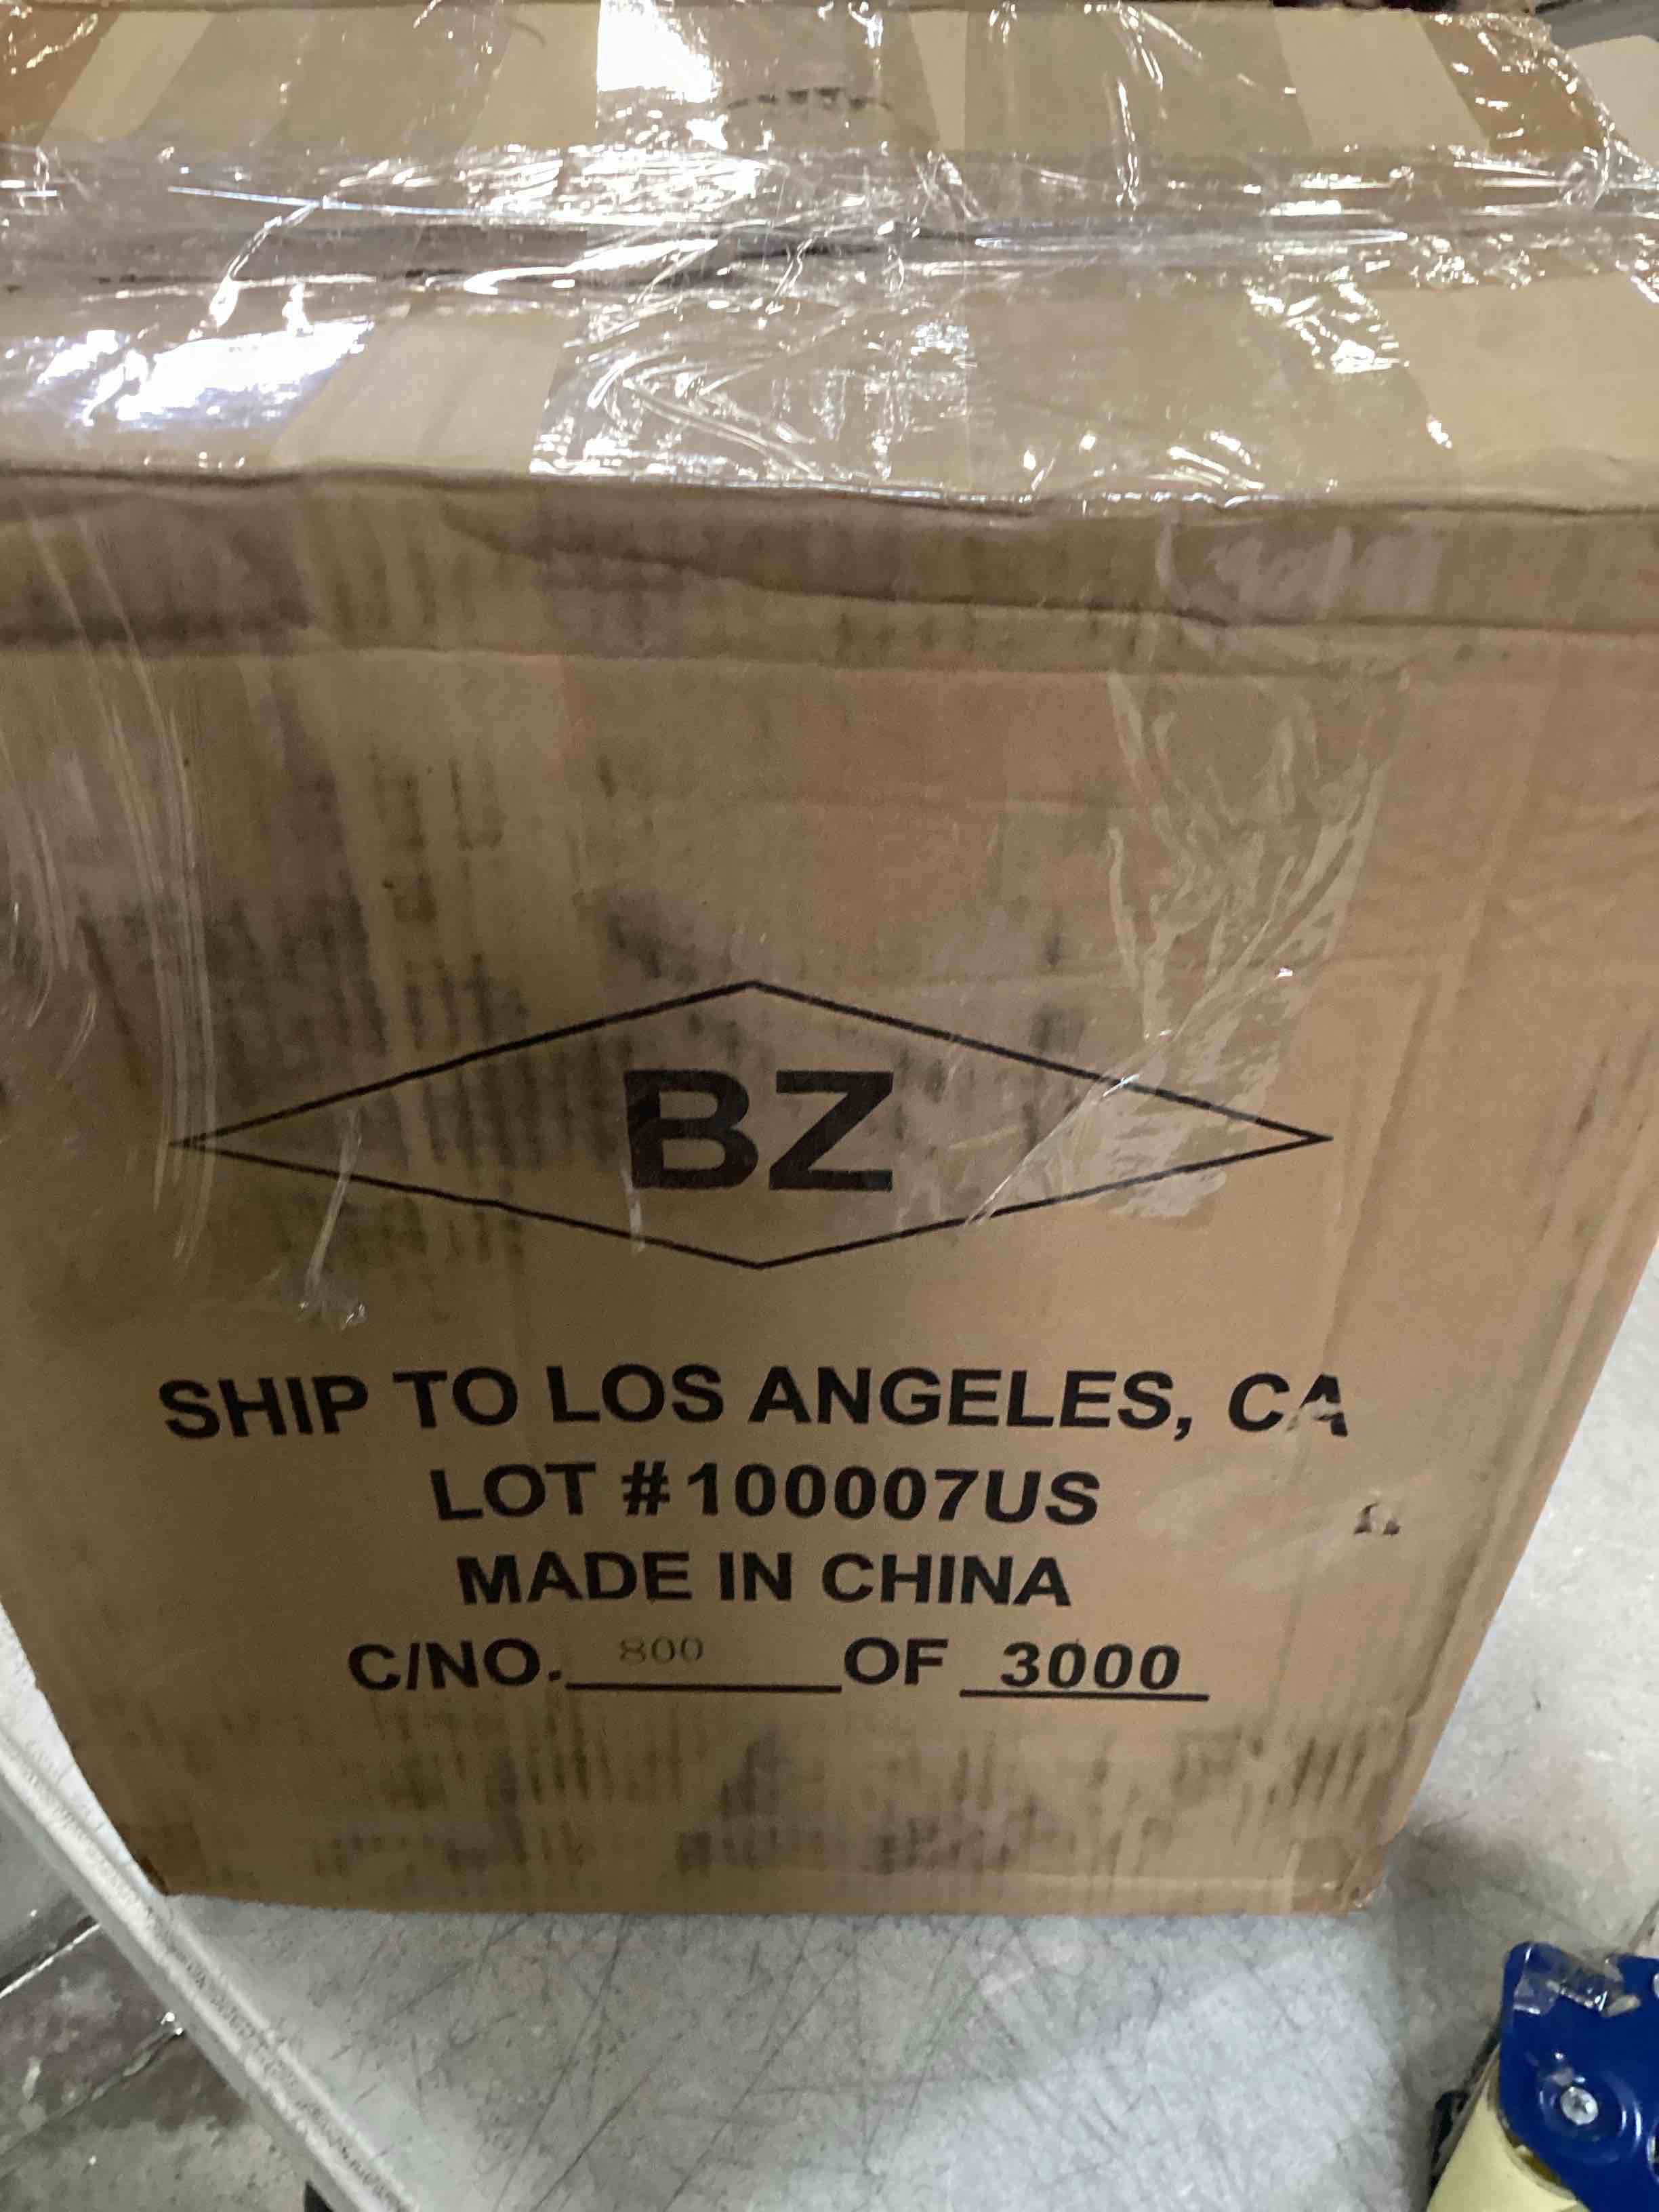 BZ
SHIP TO LOS ANGELES, CA
LOT #100007US
MADE IN CHINA
C/NO. 800 OF 3000